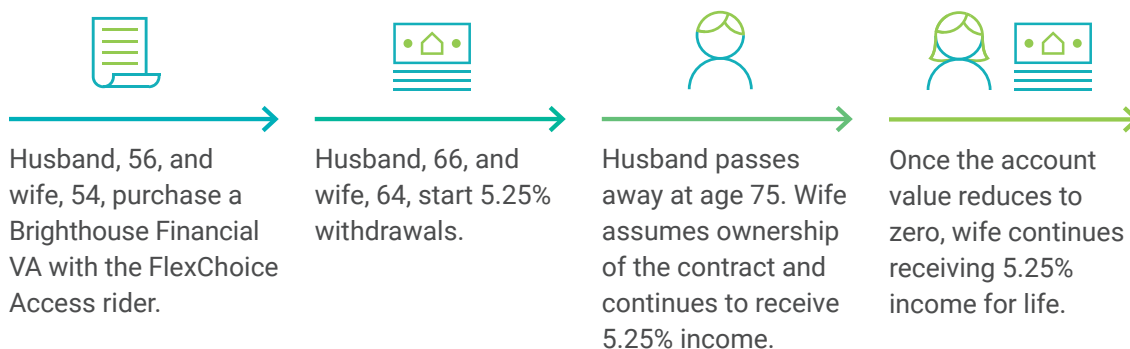 Husband, 56, and
wife, 54, purchase a
Brighthouse Financial
VA with the FlexChoice
Access rider.
Husband, 66, and
wife, 64, start 5.25%
withdrawals.
Husband passes
away at age 75. Wife
assumes ownership
of the contract and
continues to receive
5.25% income.
Once the account
value reduces to
zero, wife continues
receiving 5.25%
income for life.